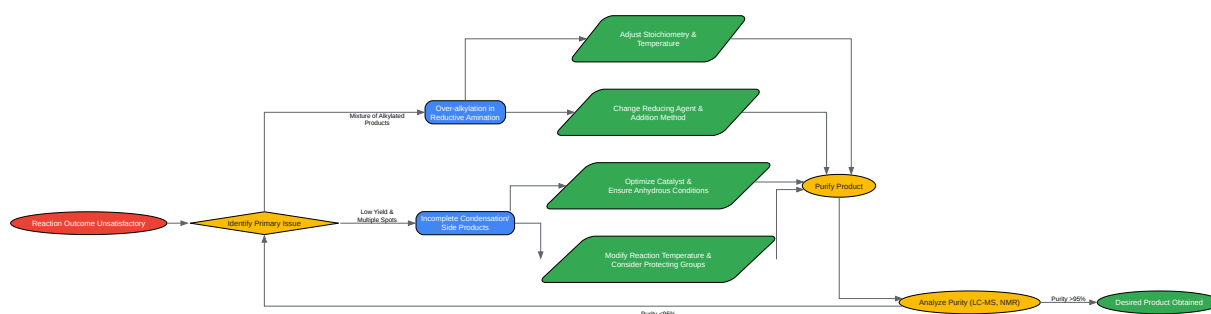 Adjust Stoichiometry &
Temperature
Change Reducing Agent &
Addition Method
Over-alkylation in
Reductive Amination
Mixture of Alkylated
Products
Optimize Catalyst &
Ensure Anhydrous Conditions
Purify Product
Reaction Outcome Unsatisfactory
Identify Primary Issue
Low Yield &
Multiple Spots
Incomplete Condensation/
Side Products
Modify Reaction Temperature &
Consider Protecting Groups
Analyze Purity (LC-MS, NMR)
Purity >95%
Desired Product Obtained
Purity <95%